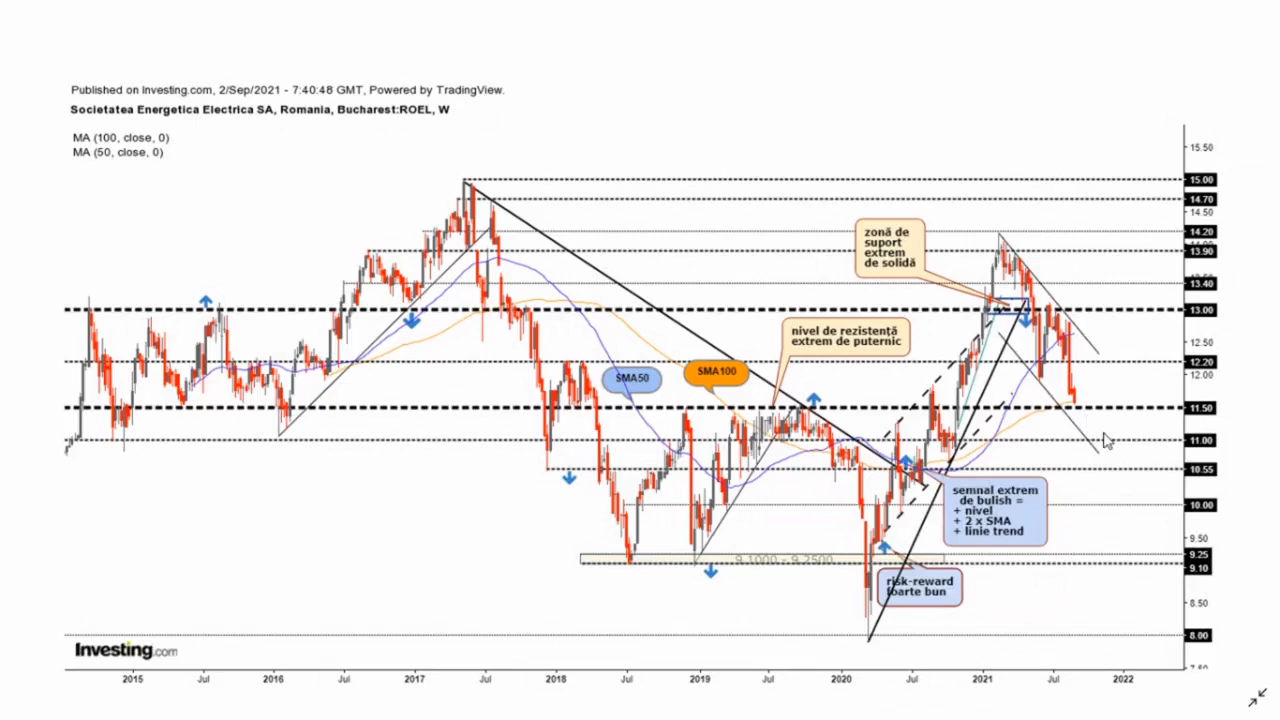 Published on Investing.com, 2/Sep/2021 - 7:40:48 GMT, Powered by TradingView.
Societatea Energetica Electrica SA, Romania, Bucharest:ROEL, W
MA (100, close, 0)
MA (50, close, 0)
15.50
15.00
14.70
14.50
14.20
13.90
13.40
13.00
12.50
12.20
12.00
11.50
11.00
10.55
10.00
9.50
9.25
9.10
8.50
8.00
zonă de
suport
extrem
de solidă
nivel de rezistență
extrem de puternic
SMA50
SMA100
semnal extrem
de bulish =
+ nivel
+ 2 x SMA
+ linie trend
9.1000 - 9.2500
risk-reward
foarte bun
Investing.com
2015 Jul 2016 Jul 2017 Jul 2018 Jul 2019 Jul 2020 Jul 2021 Jul 2022